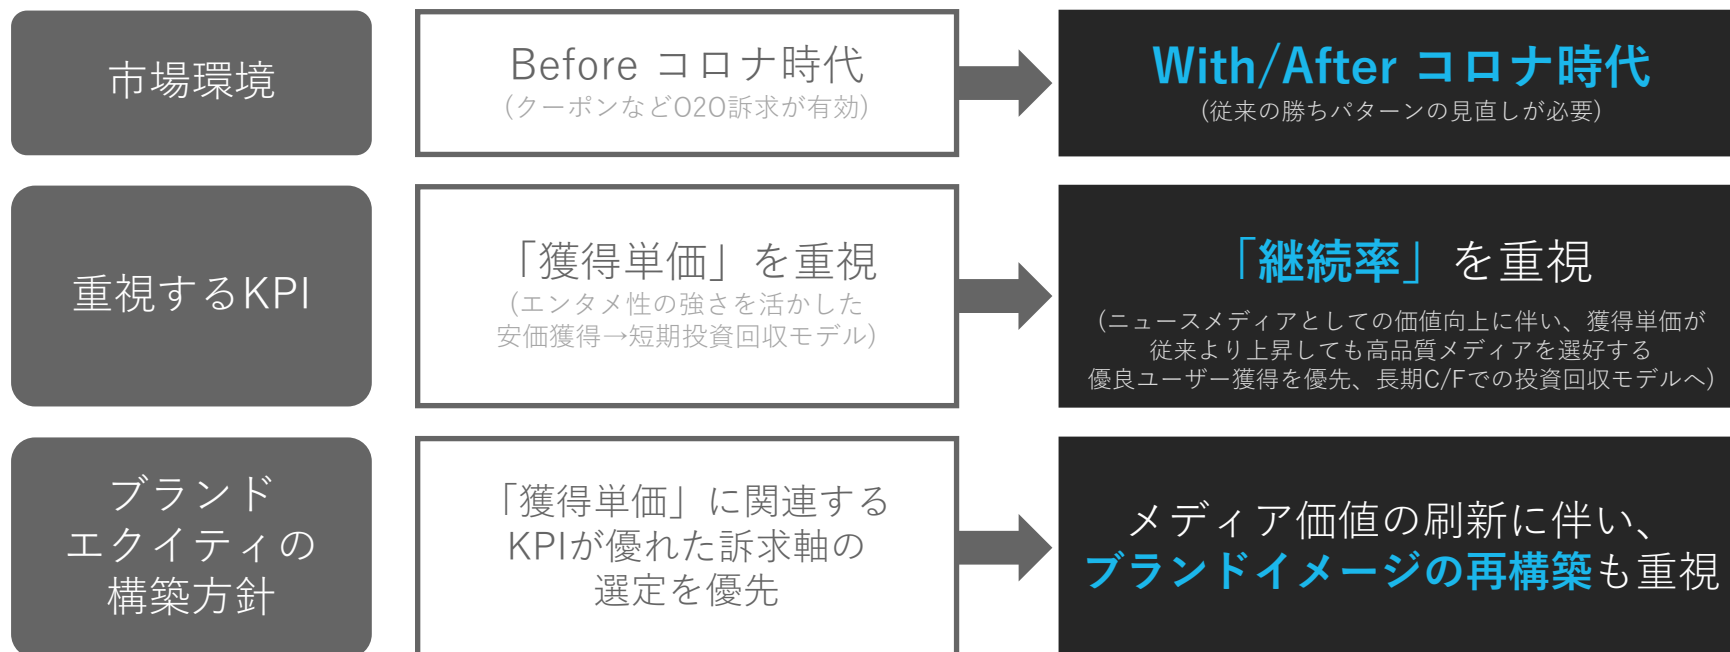 市場環境
Before コロナ時代
(クーポンなどO2O訴求が有効)
With/After コロナ時代
(従来の勝ちパターンの見直しが必要)
重視するKPI
「獲得単価」を重視
(エンタメ性の強さを活かした
安価獲得→短期投資回収モデル)
「継続率」を重視
(ニュースメディアとしての価値向上に伴い、獲得単価が
従来より上昇しても高品質メディアを選好する
優良ユーザー獲得を優先、長期C/Fでの投資回収モデルへ)
ブランド
エクイティの
構築方針
「獲得単価」に関連する
KPIが優れた訴求軸の
選定を優先
メディア価値の刷新に伴い、
ブランドイメージの再構築も重視